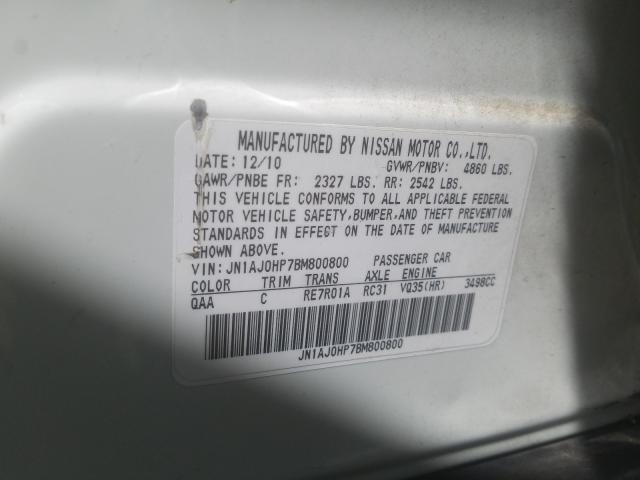 MANUFACTURED BY NISSAN MOTOR CO.,LTD.
DATE: 12/10 GVWR/PNBV: 4860 LBS.
GAWR/PNBE FR: 2327 LBS. RR: 2542 LBS.
THIS VEHICLE CONFORMS TO ALL APPLICABLE FEDERAL
MOTOR VEHICLE SAFETY, BUMPER, AND THEFT PREVENTION
STANDARDS IN EFFECT ON THE DATE OF MANUFACTURE
SHOWN ABOVE.
VIN: JN1AJ0HP7BM800800 PASSENGER CAR
COLOR TRIM TRANS AXLE ENGINE
QAA C RE7R01A RC31 VQ35(HR) 3498CC
JN1AJ0HP7BM800800